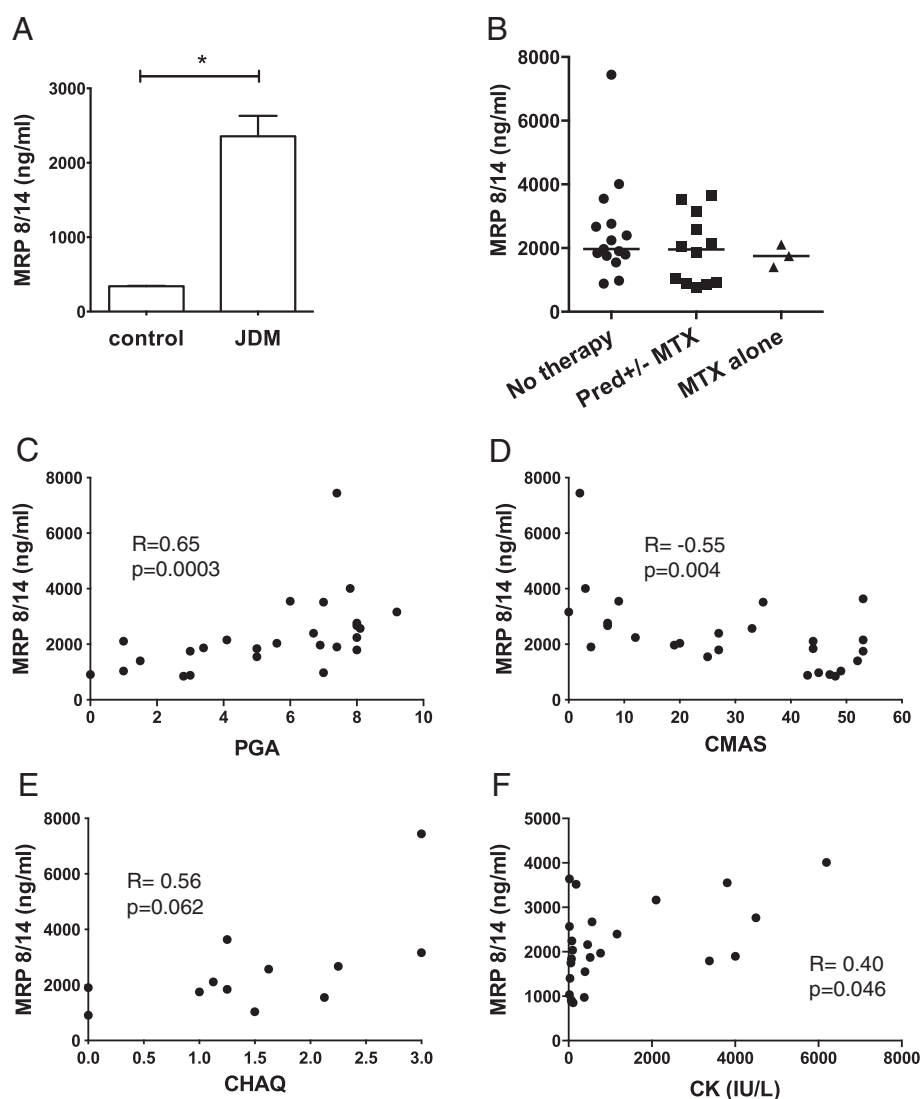 A
*
MRP 8/14 (ng/ml)
3000
2000
1000
0
control JDM
B
MRP 8/14 (ng/ml)
8000
6000
4000
2000
0
No therapy
Pred+/- MTX
MTX alone
C
MRP 8/14 (ng/ml)
8000
6000
4000
2000
0
R=0.65
p=0.0003
0 2 4 6 8 10
PGA
D
MRP 8/14 (ng/ml)
8000
6000
4000
2000
0
R= -0.55
p=0.004
0 10 20 30 40 50 60
CMAS
E
MRP 8/14 (ng/ml)
8000
6000
4000
2000
0
R= 0.56
p=0.062
0.0 0.5 1.0 1.5 2.0 2.5 3.0
CHAQ
F
MRP 8/14 (ng/ml)
5000
4000
3000
2000
1000
0
R= 0.40
p=0.046
0 2000 4000 6000 8000
CK (IU/L)